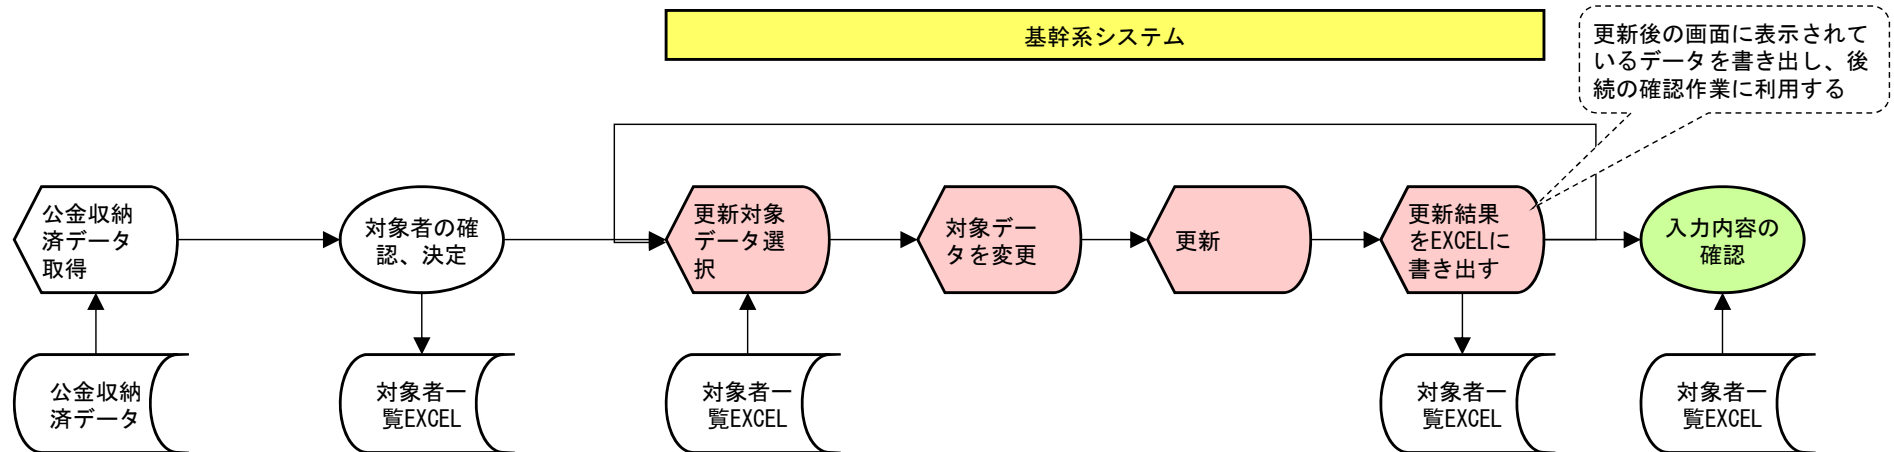 基幹系システム
更新後の画面に表示されて
いるデータを書き出し、後
続の確認作業に利用する
公金収納
済データ
取得
対象者の確
認、決定
更新対象
データ選
択
対象デー
タを変更
更新
更新結果
をEXCELに
書き出す
入力内容の
確認
公金収納
済データ
対象者一
覧EXCEL
対象者一
覧EXCEL
対象者一
覧EXCEL
対象者一
覧EXCEL